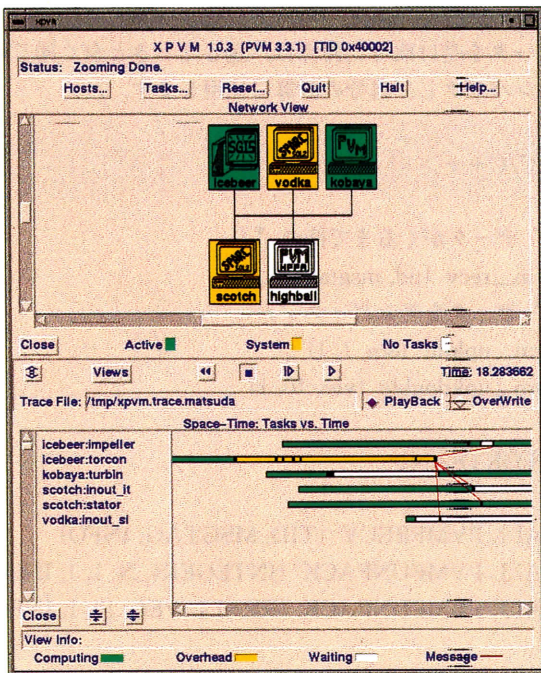 XPVM 1.0.3 (PVM 3.3.1) [TID 0x40002]
Status: Zooming Done.
Hosts... Tasks... Reset... Quit Halt Help...
Network View
SGI5
PVM
icebeer vodka kobaya
PVM
scotch highball
Close Active System No Tasks
Views Time: 18.283662
Trace File: /tmp/xpvm.trace.matsuda PlayBack OverWrite
Space-Time: Tasks vs. Time
icebeer:impeller
icebeer:torcon
kobaya:turbin
scotch:inout_it
scotch:stator
vodka:inout_sl
Close
View Info:
Computing Overhead Waiting Message